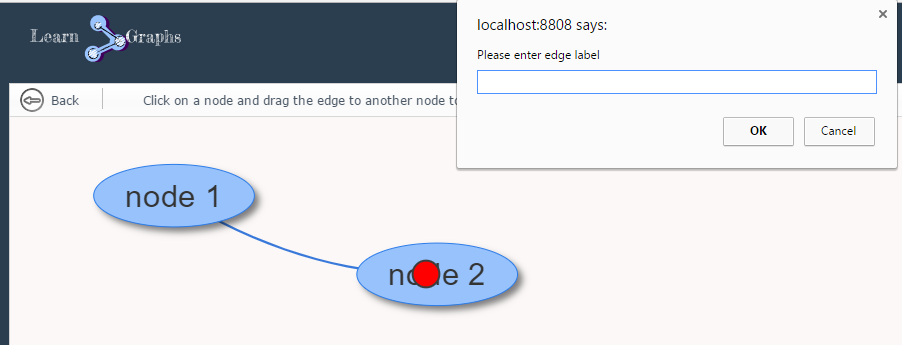 Learn Graphs
localhost:8808 says:
Please enter edge label
OK
Cancel
Back
Click on a node and drag the edge to another node to
node 1
node 2